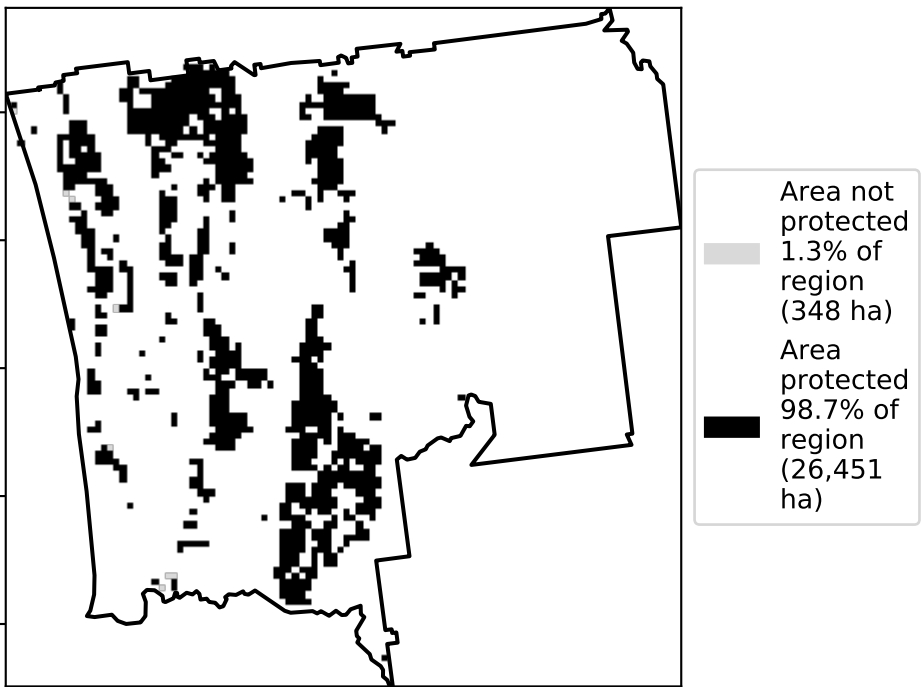 Area not
protected
1.3% of
region
(348 ha)
Area
protected
98.7% of
region
(26,451
ha)